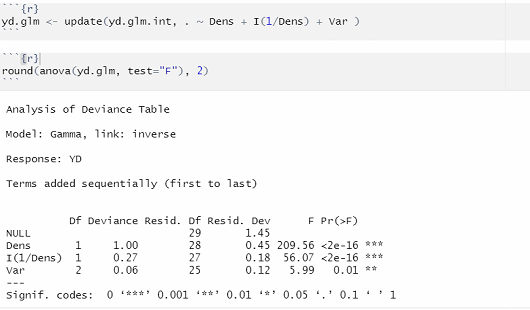 ```{r}
yd.glm <- update(yd.glm.int, . ~ Dens + I(1/Dens) + Var )
```
```{r}
round(anova(yd.glm, test="F"), 2)
```
Analysis of Deviance Table
Model: Gamma, link: inverse
Response: YD
Terms added sequentially (first to last)
Df Deviance Resid. Df Resid. Dev F Pr(>F)
NULL 29 1.45
Dens 1 1.00 28 0.45 209.56 <2e-16 ***
I(1/Dens) 1 0.27 27 0.18 56.07 <2e-16 ***
Var 2 0.06 25 0.12 5.99 0.01 **
---
Signif. codes: 0 ‘***’ 0.001 ‘**’ 0.01 ‘*’ 0.05 ‘.’ 0.1 ‘ ’ 1